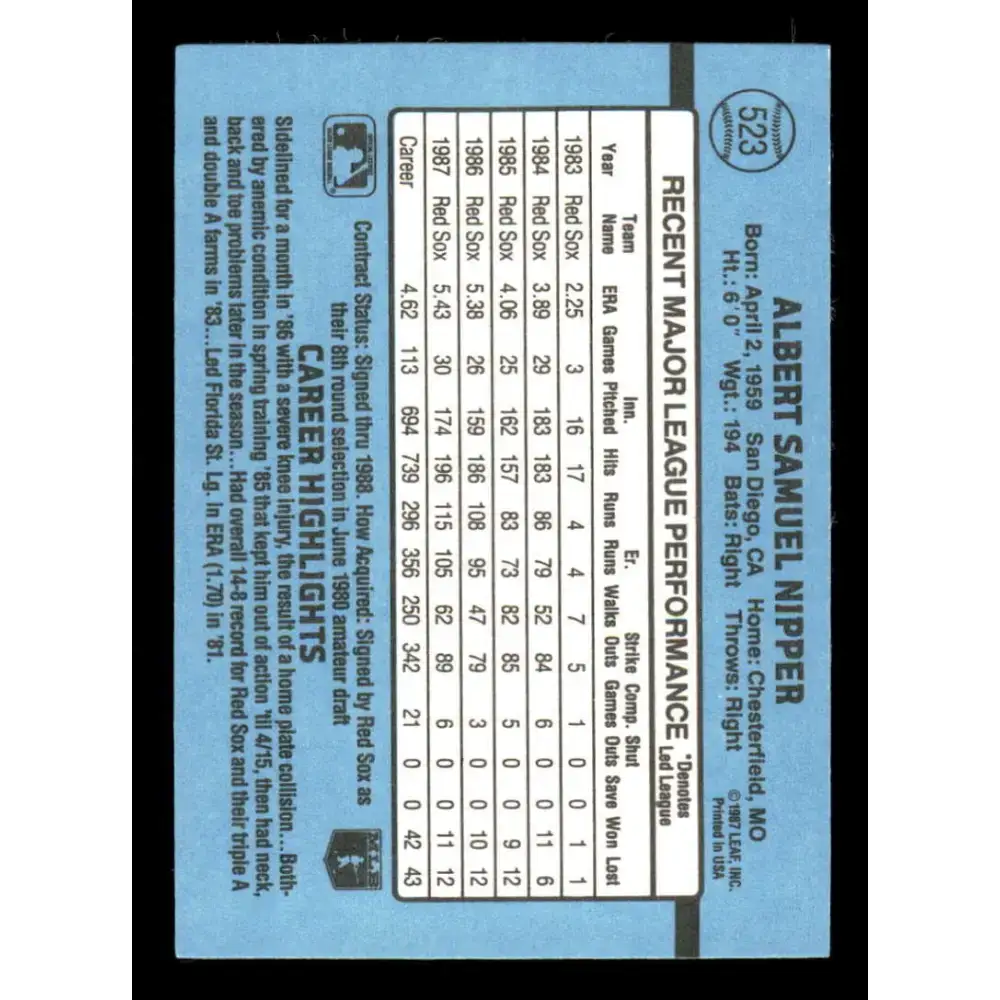 523
ALBERT SAMUEL NIPPER
Born: April 2, 1959 San Diego, CA Home: Chesterfield, MO
Ht.: 6'0" Wgt.: 194 Bats: Right Throws: Right
©1987 LEAF, INC.
Printed in USA
RECENT MAJOR LEAGUE PERFORMANCE *Denotes Led League
Year Team Name ERA Games Inn. Pitched Hits Runs Er. Runs Walks Strike Outs Comp. Games Shut Outs Save Won Lost
1983 Red Sox 2.25 3 16 17 4 4 7 5 1 0 0 1 1
1984 Red Sox 3.89 29 183 183 86 79 52 84 6 0 0 11 6
1985 Red Sox 4.06 25 162 157 83 73 82 85 5 0 0 9 12
1986 Red Sox 5.38 26 159 186 108 95 47 79 3 0 0 10 12
1987 Red Sox 5.43 30 174 196 115 105 62 89 6 0 0 11 12
Career 4.62 113 694 739 296 356 250 342 21 0 0 42 43
Contract Status: Signed thru 1988. How Acquired: Signed by Red Sox as
their 8th round selection in June 1980 amateur draft
MLB
CAREER HIGHLIGHTS
Sidelined for a month in '86 with a severe knee injury, the result of a home plate collision...Both-
ered by anemic condition in spring training '85 that kept him out of action 'til 4/15, then had neck,
back and toe problems later in the season...Had overall 14-8 record for Red Sox and their triple A
and double A farms in '83...Led Florida St. Lg. in ERA (1.70) in '81.